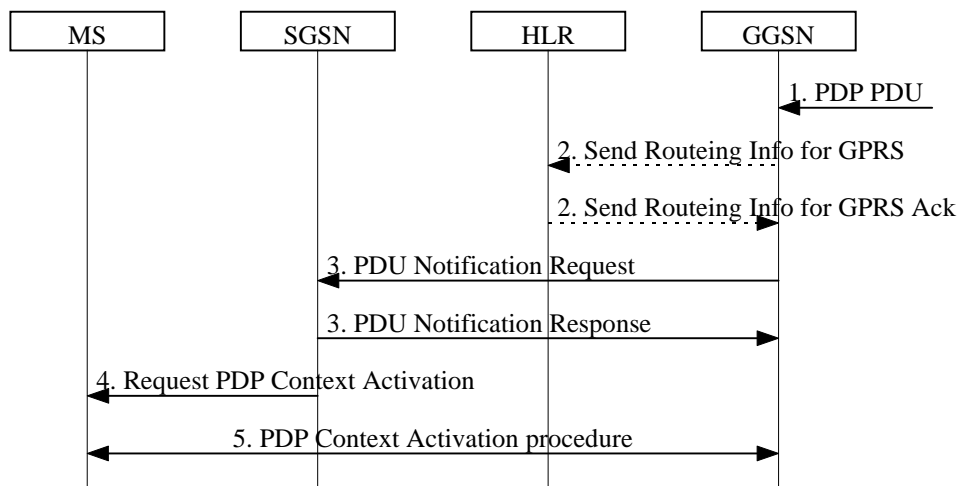 MS
SGSN
HLR
GGSN
1. PDP PDU
2. Send Routeing Info for GPRS
2. Send Routeing Info for GPRS Ack
3. PDU Notification Request
3. PDU Notification Response
4. Request PDP Context Activation
5. PDP Context Activation procedure